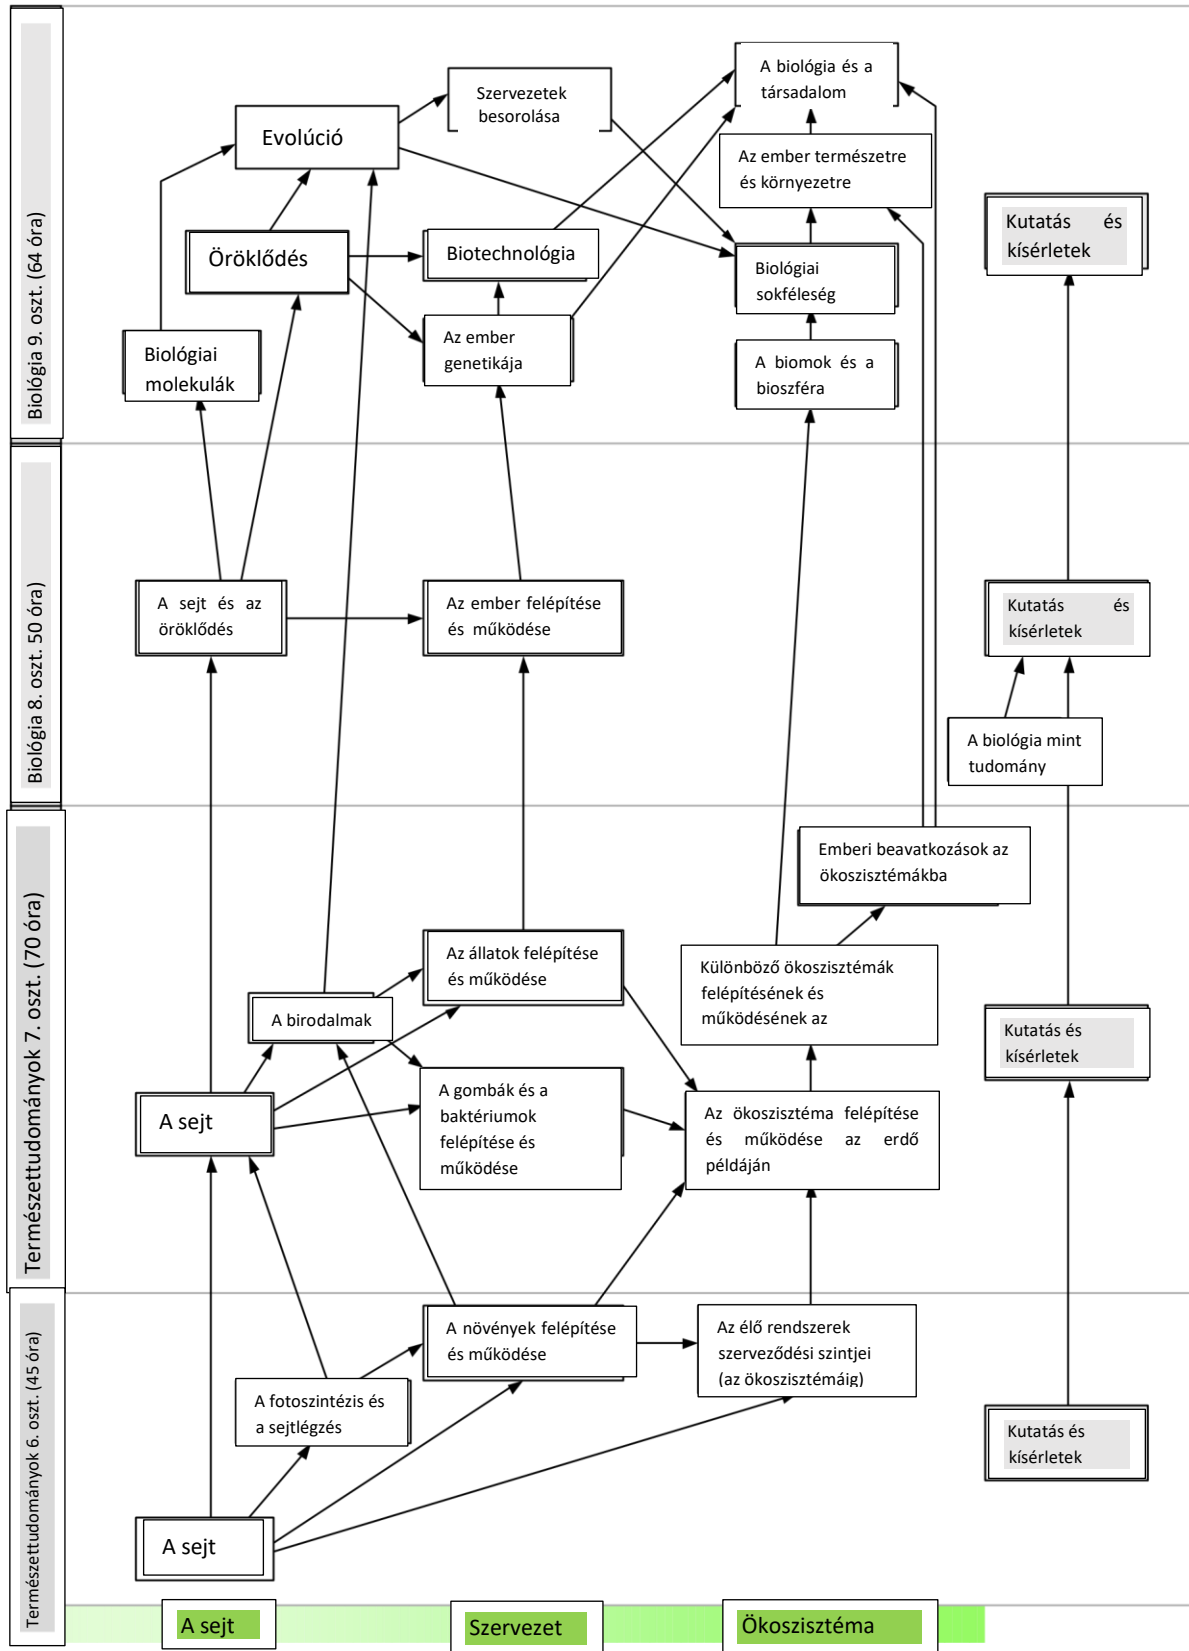 Biológia 9. oszt. (64 óra)
A biológia és a
társadalom
Szervezetek
besorolása
Evolúció
Az ember természetre
és környezetre
Kutatás és
kísérletek
Öröklődés
Biotechnológia
Biológiai
sokféleség
Biológiai
molekulák
Az ember
genetikája
A biomok és a
bioszféra
Biológia 8. oszt. 50 óra)
A sejt és az
öröklődés
Az ember felépítése
és működése
Kutatás és
kísérletek
A biológia mint
tudomány
Természettudományok 7. oszt. (70 óra)
Emberi beavatkozások az
ökoszisztémákba
Az állatok felépítése
és működése
Különböző ökoszisztémák
felépítésének és
működésének az
A birodalmak
Kutatás és
kísérletek
A sejt
A gombák és a
baktériumok
felépítése és
működése
Az ökoszisztéma felépítése
és működése az erdő
példáján
Természettudományok 6. oszt. (45 óra)
A növények felépítése
és működése
Az élő rendszerek
szerveződési szintjei
(az ökoszisztémáig)
A fotoszintézis és
a sejtlégzés
Kutatás és
kísérletek
A sejt
A sejt
Szervezet
Ökoszisztéma